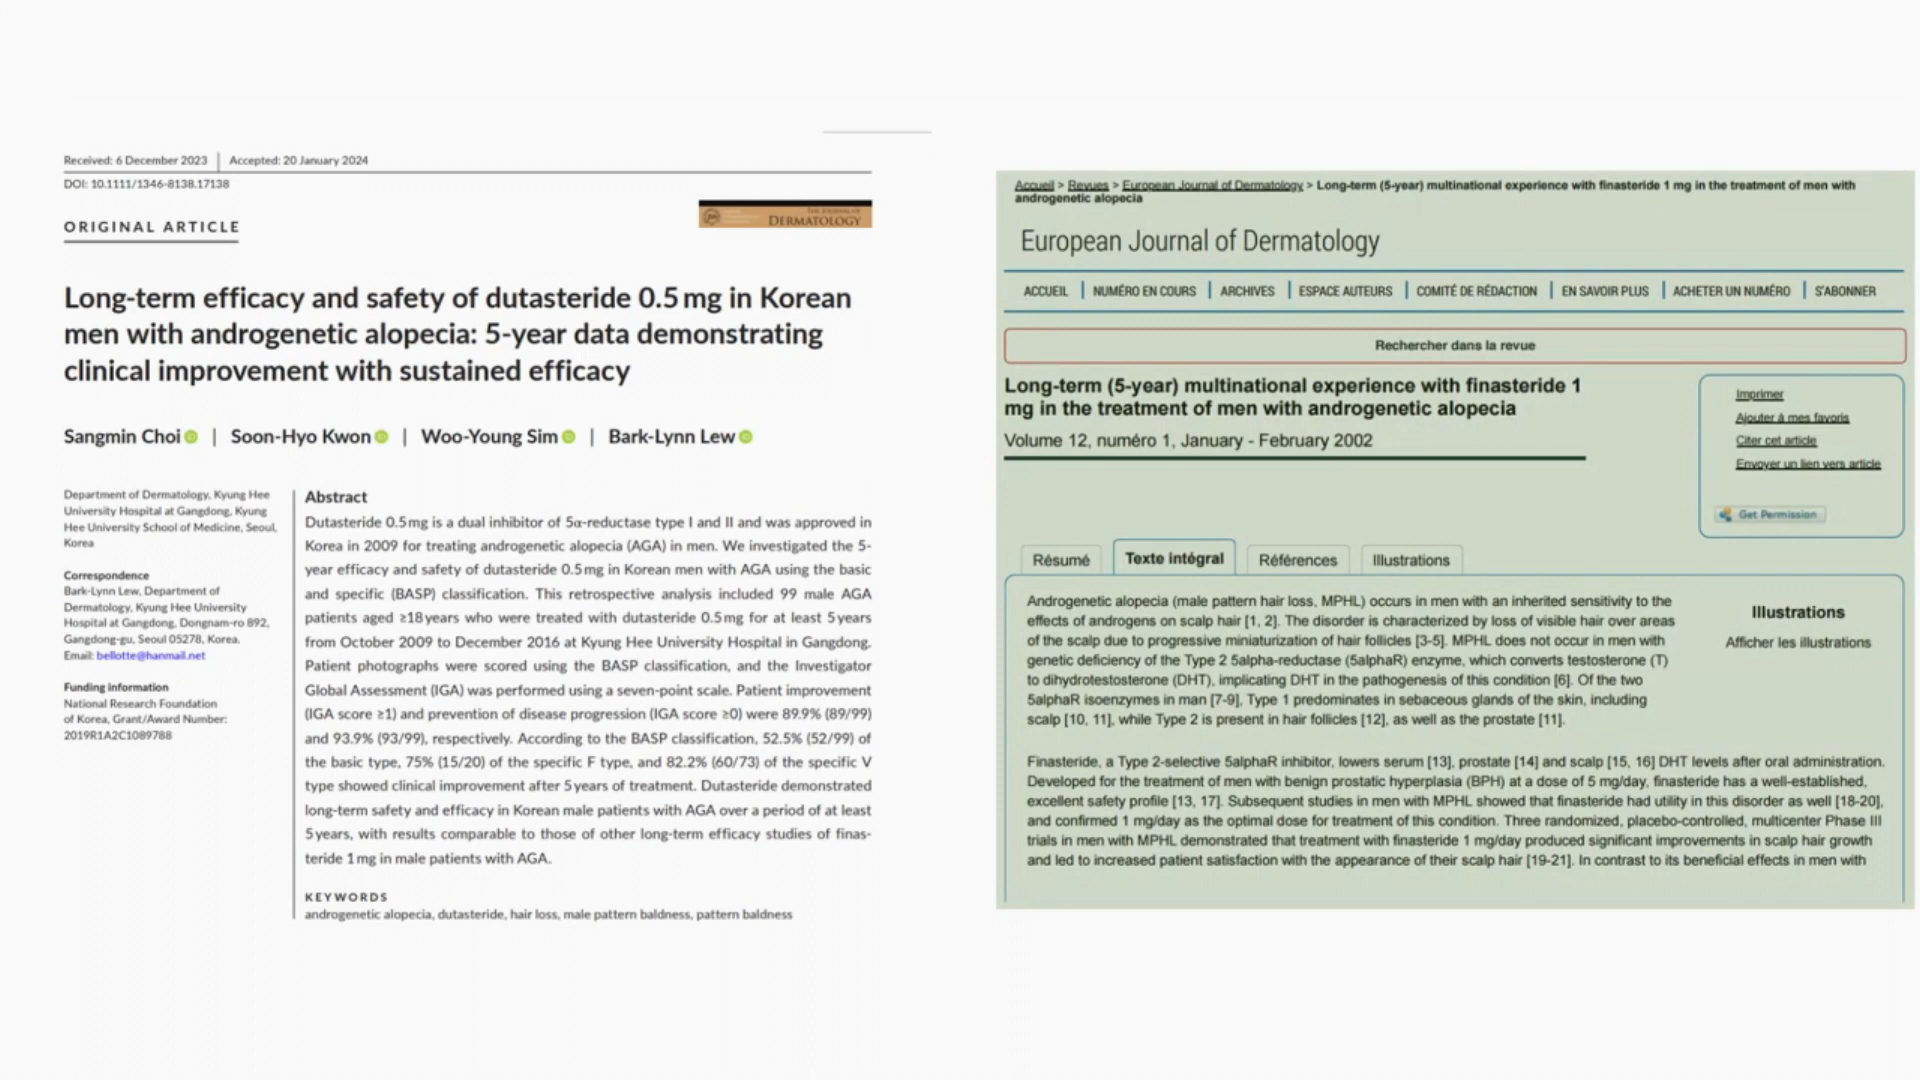 Received: 6 December 2023 | Accepted: 20 January 2024
DOI: 10.1111/1346-8138.17138
ORIGINAL ARTICLE
THE JOURNAL OF
DERMATOLOGY
Long-term efficacy and safety of dutasteride 0.5 mg in Korean
men with androgenetic alopecia: 5-year data demonstrating
clinical improvement with sustained efficacy
Sangmin Choi | Soon-Hyo Kwon | Woo-Young Sim | Bark-Lynn Lew
Department of Dermatology, Kyung Hee
University Hospital at Gangdong, Kyung
Hee University School of Medicine, Seoul,
Korea
Correspondence
Bark-Lynn Lew, Department of
Dermatology, Kyung Hee University
Hospital at Gangdong, Dongnam-ro 892,
Gangdong-gu, Seoul 05278, Korea.
Email: bellotte@hanmail.net
Funding information
National Research Foundation
of Korea, Grant/Award Number:
2019R1A2C1089788
Abstract
Dutasteride 0.5 mg is a dual inhibitor of 5α-reductase type I and II and was approved in
Korea in 2009 for treating androgenetic alopecia (AGA) in men. We investigated the 5-
year efficacy and safety of dutasteride 0.5 mg in Korean men with AGA using the basic
and specific (BASP) classification. This retrospective analysis included 99 male AGA
patients aged ≥18 years who were treated with dutasteride 0.5 mg for at least 5 years
from October 2009 to December 2016 at Kyung Hee University Hospital in Gangdong.
Patient photographs were scored using the BASP classification, and the Investigator
Global Assessment (IGA) was performed using a seven-point scale. Patient improvement
(IGA score ≥1) and prevention of disease progression (IGA score ≥0) were 89.9% (89/99)
and 93.9% (93/99), respectively. According to the BASP classification, 52.5% (52/99) of
the basic type, 75% (15/20) of the specific F type, and 82.2% (60/73) of the specific V
type showed clinical improvement after 5 years of treatment. Dutasteride demonstrated
long-term safety and efficacy in Korean male patients with AGA over a period of at least
5 years, with results comparable to those of other long-term efficacy studies of finas-
teride 1 mg in male patients with AGA.
KEYWORDS
androgenetic alopecia, dutasteride, hair loss, male pattern baldness, pattern baldness
Accueil > Revues > European Journal of Dermatology > Long-term (5-year) multinational experience with finasteride 1 mg in the treatment of men with
androgenetic alopecia
European Journal of Dermatology
ACCUEIL | NUMÉRO EN COURS | ARCHIVES | ESPACE AUTEURS | COMITÉ DE RÉDACTION | EN SAVOIR PLUS | ACHETER UN NUMÉRO | S'ABONNER
Rechercher dans la revue
Long-term (5-year) multinational experience with finasteride 1
mg in the treatment of men with androgenetic alopecia
Volume 12, numéro 1, January - February 2002
Imprimer
Ajouter à mes favoris
Citer cet article
Envoyer un lien vers article
Get Permission
Résumé
Texte intégral
Références
Illustrations
Androgenetic alopecia (male pattern hair loss, MPHL) occurs in men with an inherited sensitivity to the
effects of androgens on scalp hair [1, 2]. The disorder is characterized by loss of visible hair over areas
of the scalp due to progressive miniaturization of hair follicles [3-5]. MPHL does not occur in men with
genetic deficiency of the Type 2 5alpha-reductase (5alphaR) enzyme, which converts testosterone (T)
to dihydrotestosterone (DHT), implicating DHT in the pathogenesis of this condition [6]. Of the two
5alphaR isoenzymes in man [7-9], Type 1 predominates in sebaceous glands of the skin, including
scalp [10, 11], while Type 2 is present in hair follicles [12], as well as the prostate [11].
Illustrations
Afficher les illustrations
Finasteride, a Type 2-selective 5alphaR inhibitor, lowers serum [13], prostate [14] and scalp [15, 16] DHT levels after oral administration.
Developed for the treatment of men with benign prostatic hyperplasia (BPH) at a dose of 5 mg/day, finasteride has a well-established,
excellent safety profile [13, 17]. Subsequent studies in men with MPHL showed that finasteride had utility in this disorder as well [18-20],
and confirmed 1 mg/day as the optimal dose for treatment of this condition. Three randomized, placebo-controlled, multicenter Phase III
trials in men with MPHL demonstrated that treatment with finasteride 1 mg/day produced significant improvements in scalp hair growth
and led to increased patient satisfaction with the appearance of their scalp hair [19-21]. In contrast to its beneficial effects in men with